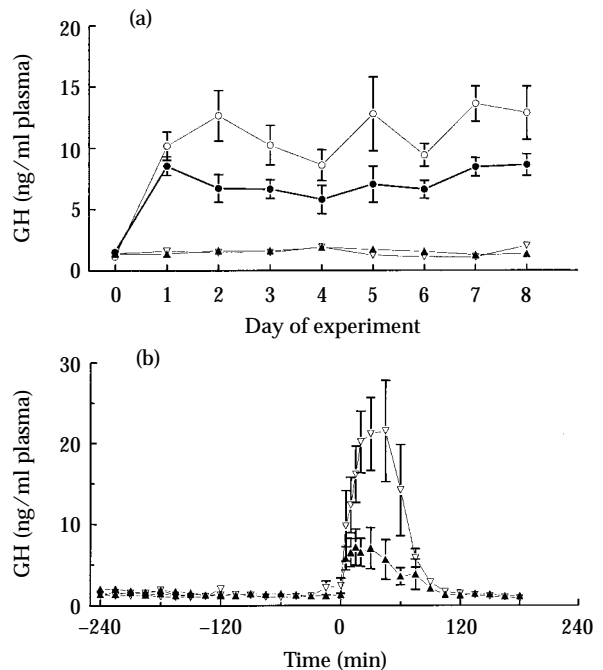 (a)
20
15
10
5
0
GH (ng/ml plasma)
0 1 2 3 4 5 6 7 8
Day of experiment
(b)
30
20
10
0
GH (ng/ml plasma)
−240 −120 0 120 240
Time (min)